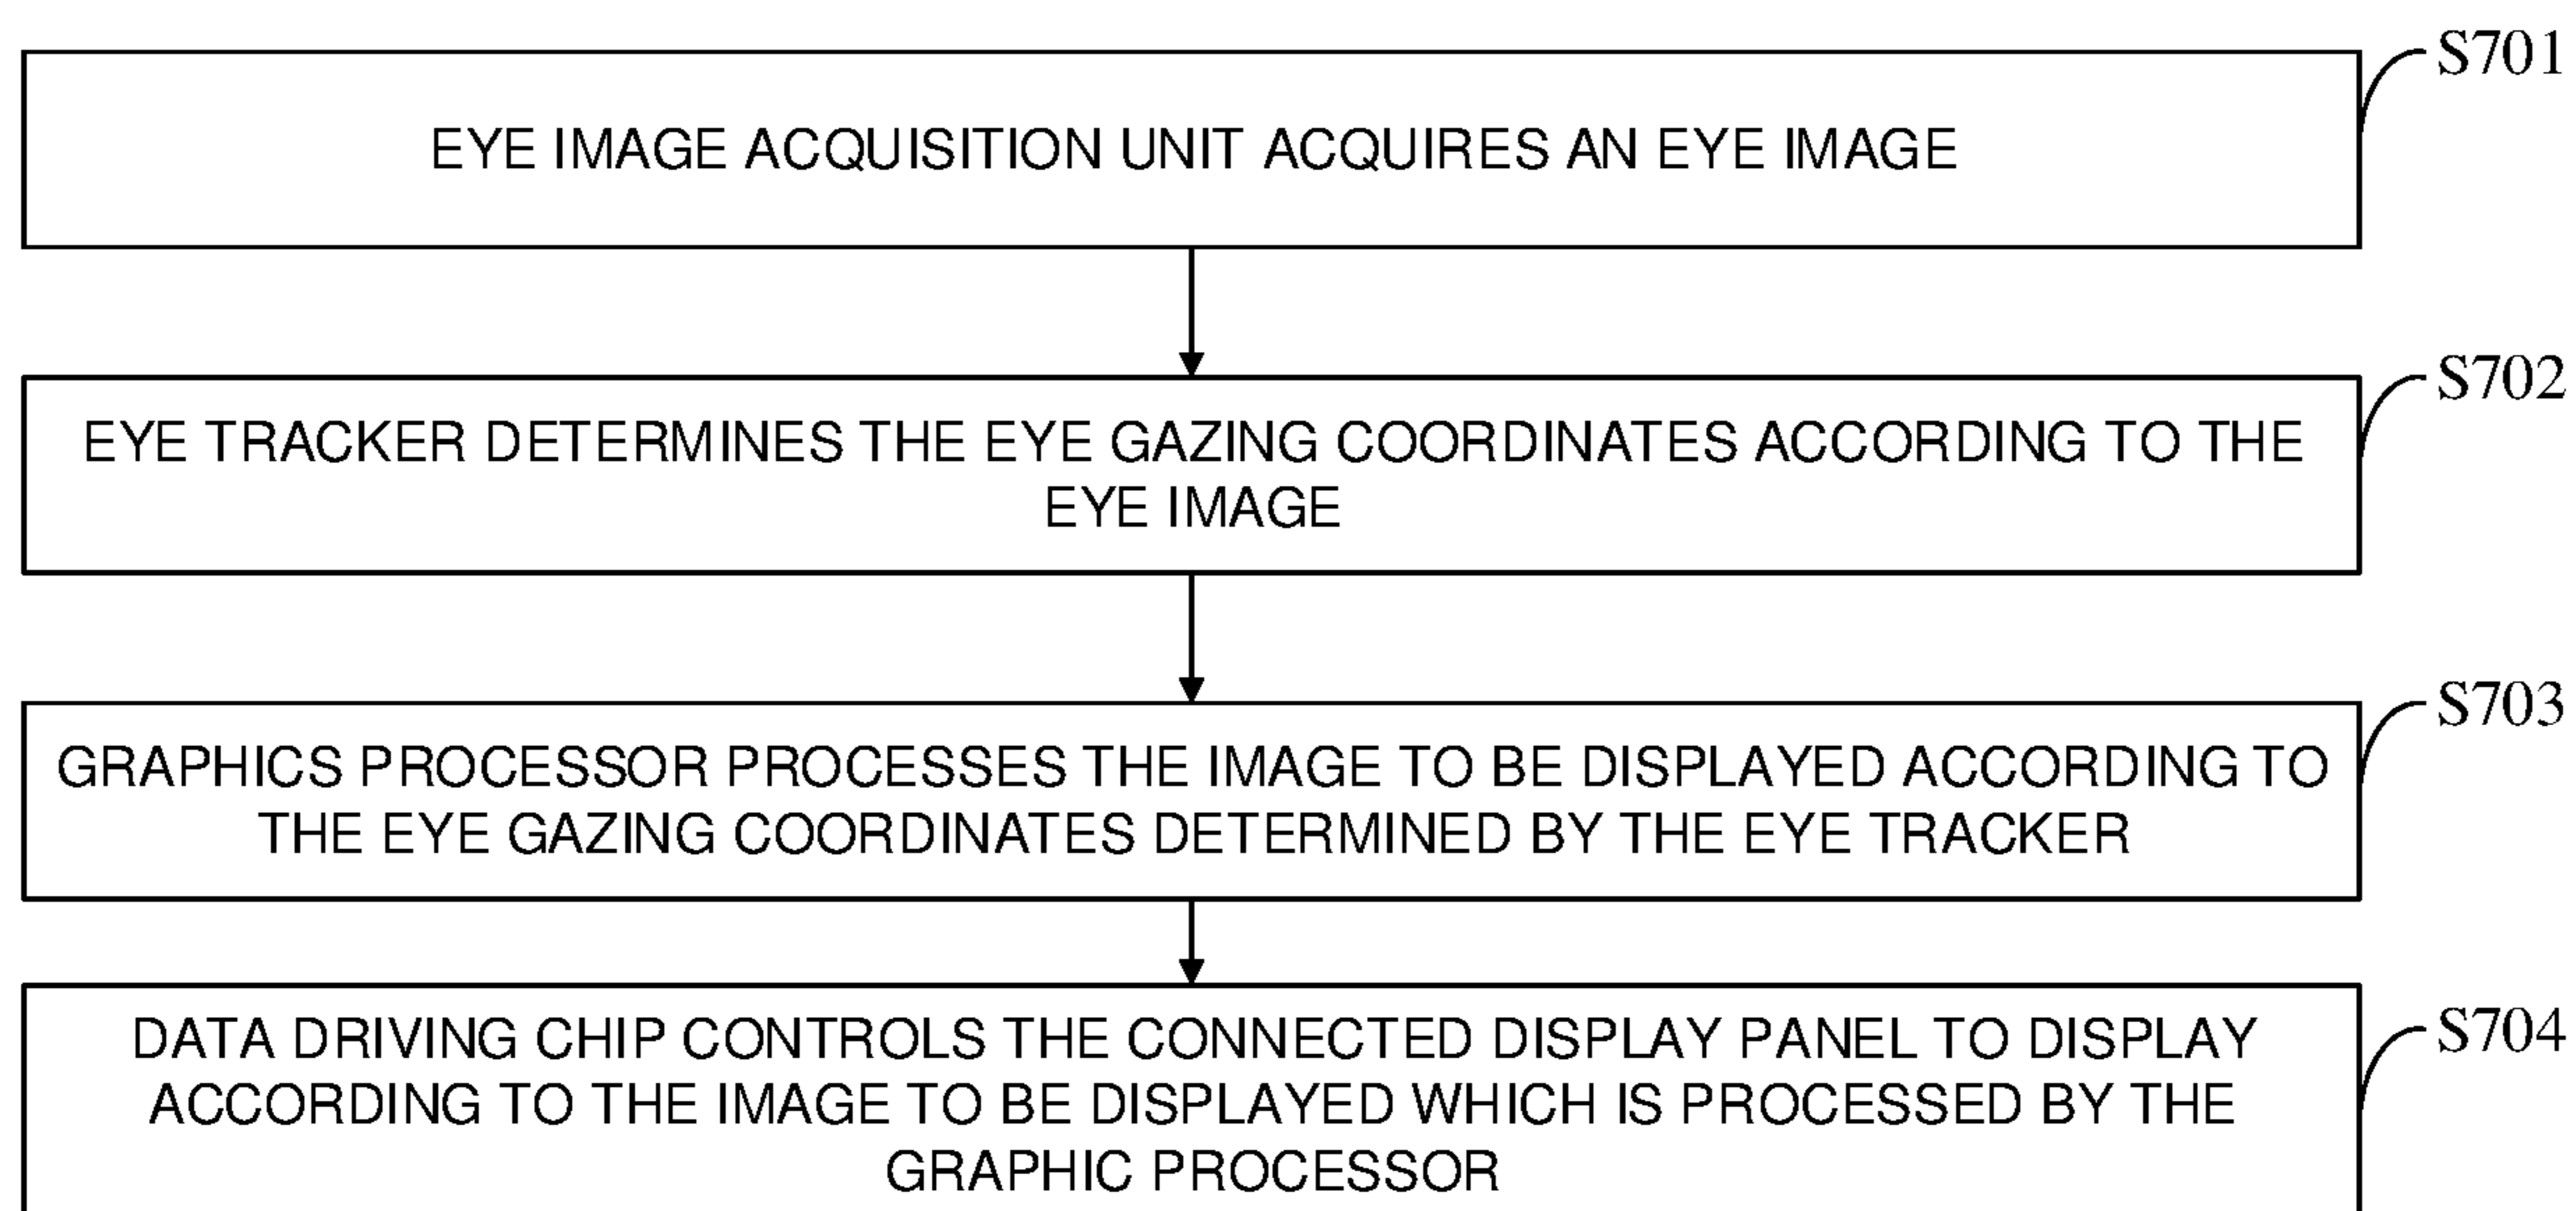 S701
EYE IMAGE ACQUISITION UNIT ACQUIRES AN EYE IMAGE
S702
EYE TRACKER DETERMINES THE EYE GAZING COORDINATES ACCORDING TO THE
EYE IMAGE
S703
GRAPHICS PROCESSOR PROCESSES THE IMAGE TO BE DISPLAYED ACCORDING TO
THE EYE GAZING COORDINATES DETERMINED BY THE EYE TRACKER
S704
DATA DRIVING CHIP CONTROLS THE CONNECTED DISPLAY PANEL TO DISPLAY
ACCORDING TO THE IMAGE TO BE DISPLAYED WHICH IS PROCESSED BY THE
GRAPHIC PROCESSOR